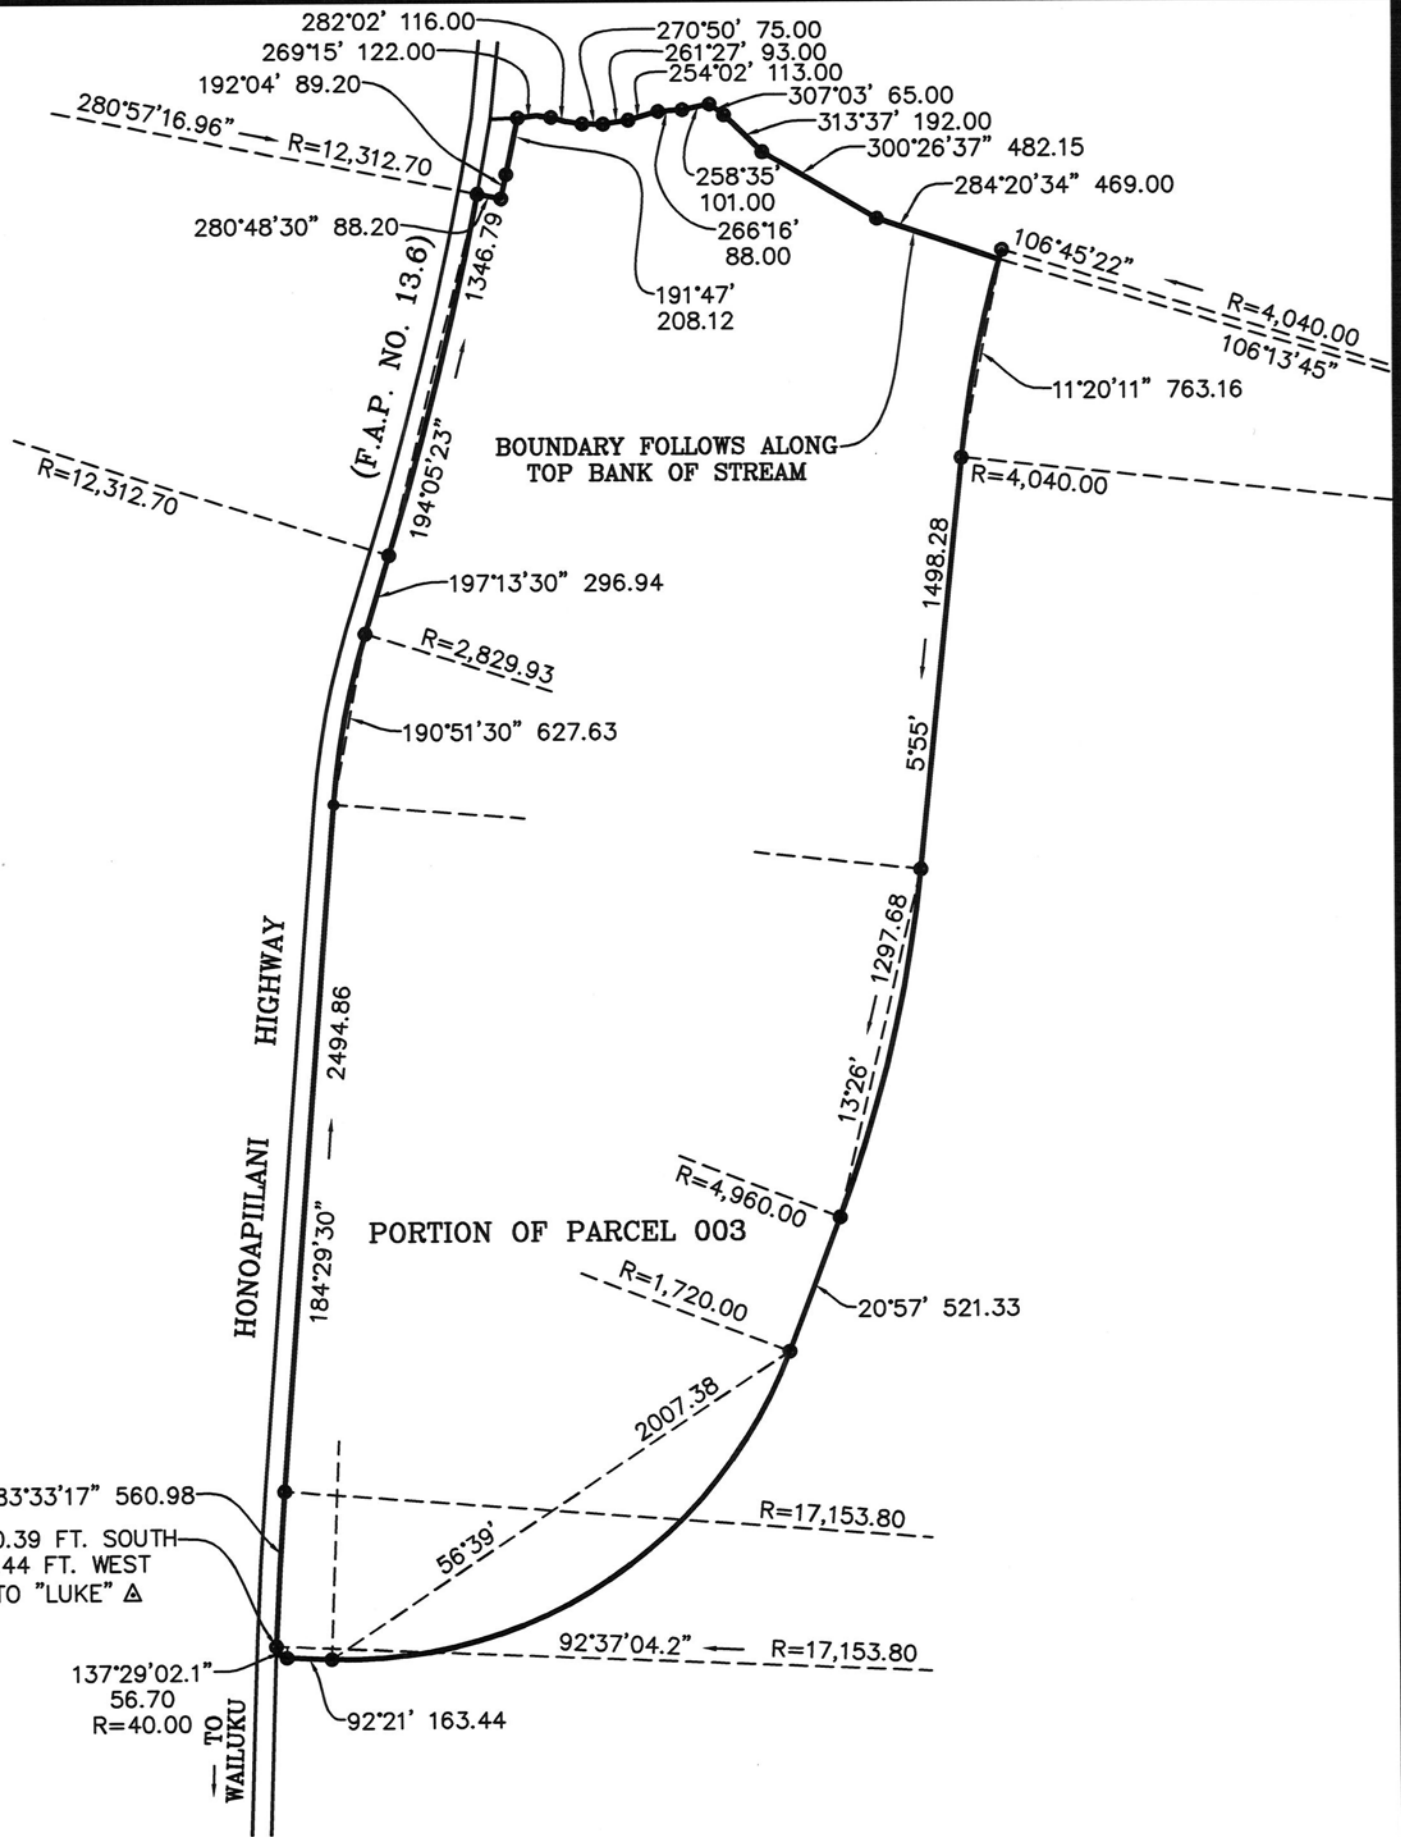 282°02' 116.00
270°50' 75.00
269°15' 122.00
261°27' 93.00
254°02' 113.00
192°04' 89.20
307°03' 65.00
280°57'16.96"
313°37' 192.00
R=12,312.70
300°26'37" 482.15
258°35'
101.00
284°20'34" 469.00
280°48'30" 88.20
266°16'
88.00
106°45'22"
191°47'
208.12
R=4,040.00
106°13'45"
1346.79
194°05'23"
(F.A.P. NO. 13.6)
11°20'11" 763.16
BOUNDARY FOLLOWS ALONG
TOP BANK OF STREAM
R=12,312.70
R=4,040.00
197°13'30" 296.94
1498.28
5°55'
R=2,829.93
190°51'30" 627.63
HONOAPIILANI HIGHWAY
2494.86
184°29'30"
1297.68
13°26'
R=4,960.00
PORTION OF PARCEL 003
R=1,720.00
20°57' 521.33
2007.38
56°39'
83°33'17" 560.98
R=17,153.80
0.39 FT. SOUTH
44 FT. WEST
TO "LUKE"
92°37'04.2"
R=17,153.80
137°29'02.1"
56.70
R=40.00
92°21' 163.44
TO
WAILUKU